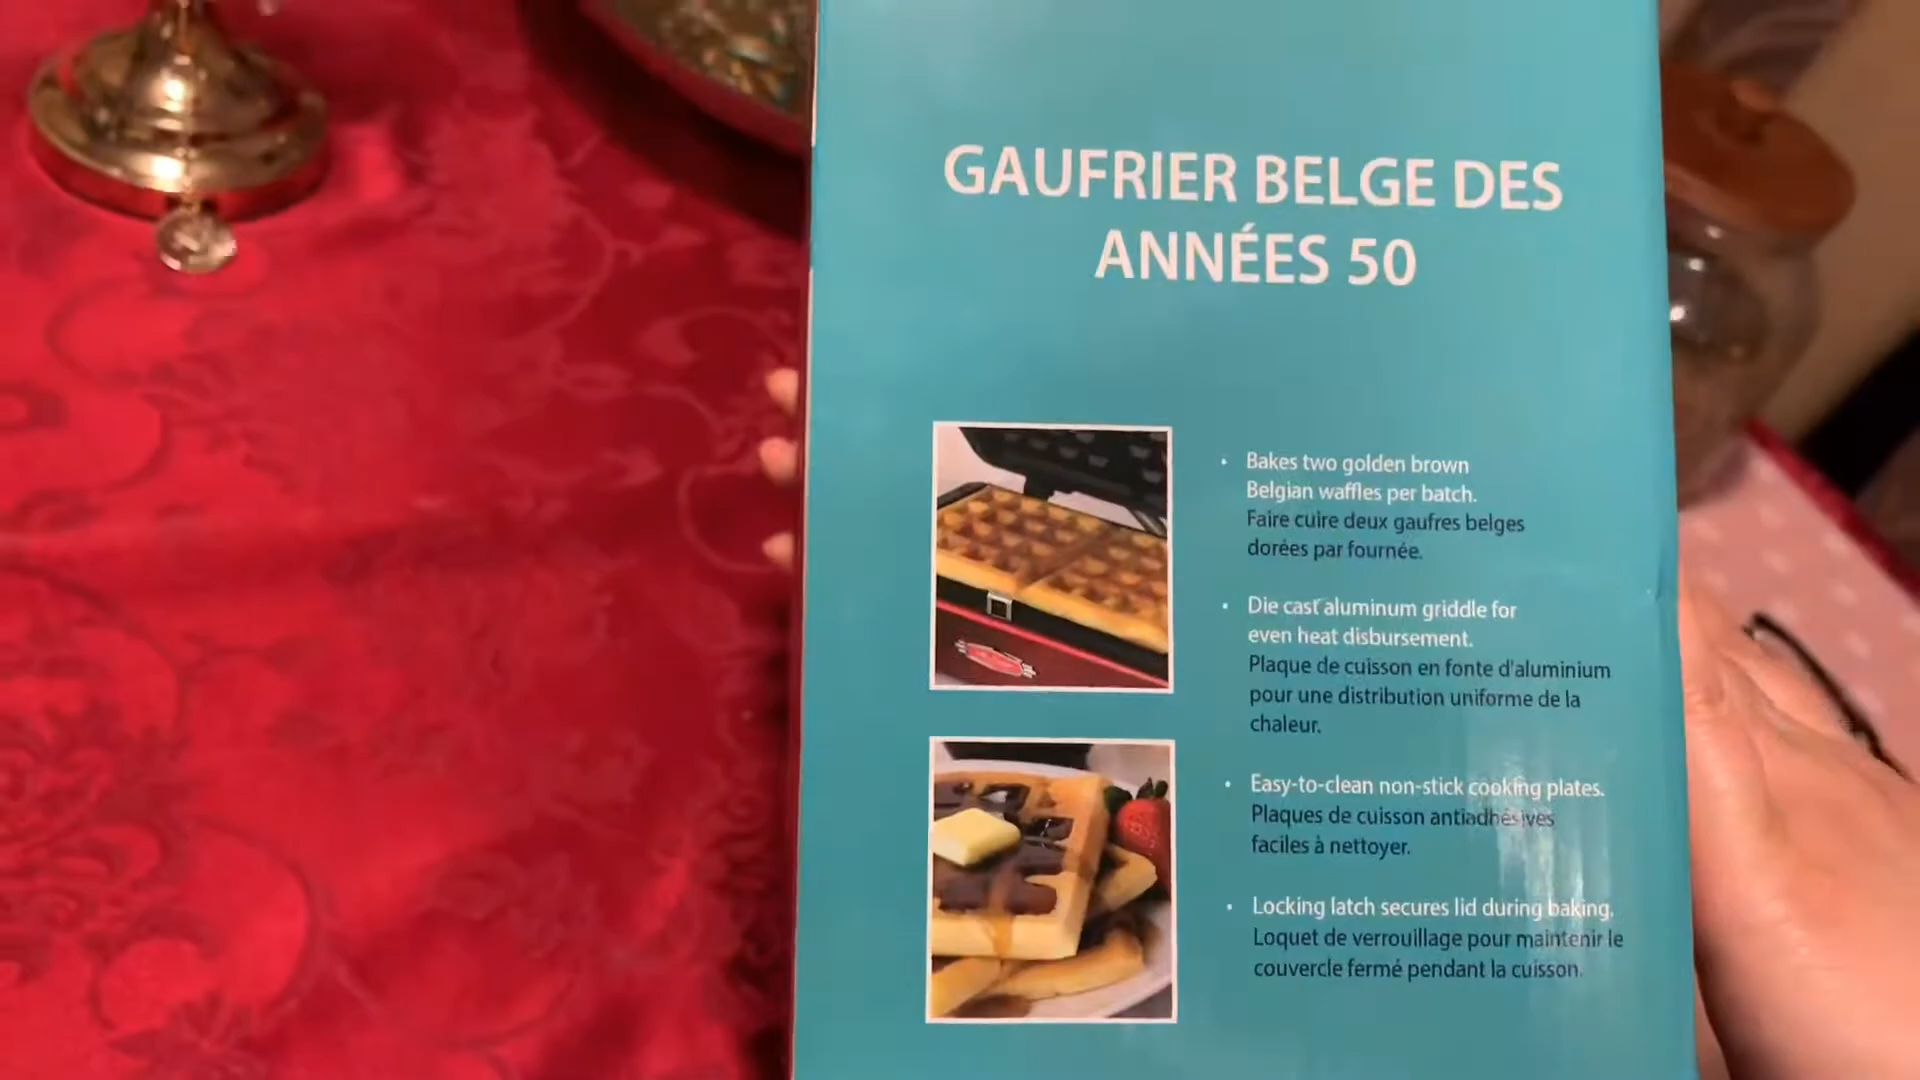 GAUFRIER BELGE DES
ANNÉES 50
• Bakes two golden brown
Belgian waffles per batch.
Faire cuire deux gaufres belges
dorées par fournée.
• Die cast aluminum griddle for
even heat disbursement.
Plaque de cuisson en fonte d'aluminium
pour une distribution uniforme de la
chaleur.
• Easy-to-clean non-stick cooking plates.
Plaques de cuisson antiadhésives
faciles à nettoyer.
• Locking latch secures lid during baking.
Loquet de verrouillage pour maintenir le
couvercle fermé pendant la cuisson.